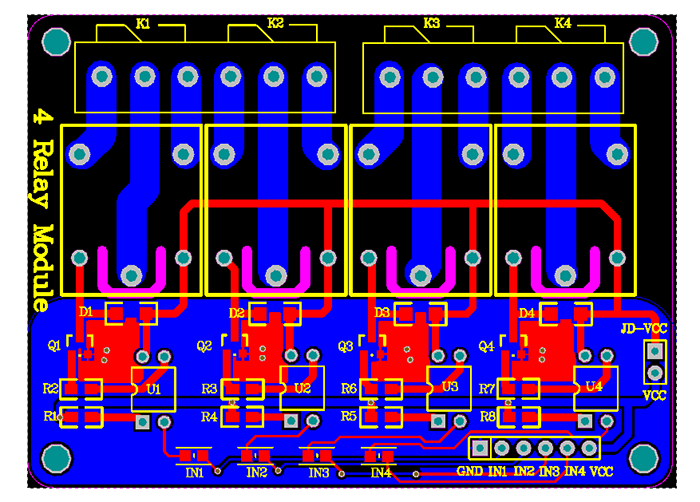 K1 K2 K3 K4
4 Relay Module
D1 D2 D3 D4
JD-VCC
Q1 Q2 Q3 Q4
R2 U1 R3 U2 R6 U3 R7 U4
VCC
R1 R4 R5 R8
IN1 IN2 IN3 IN4
GND IN1 IN2 IN3 IN4 VCC